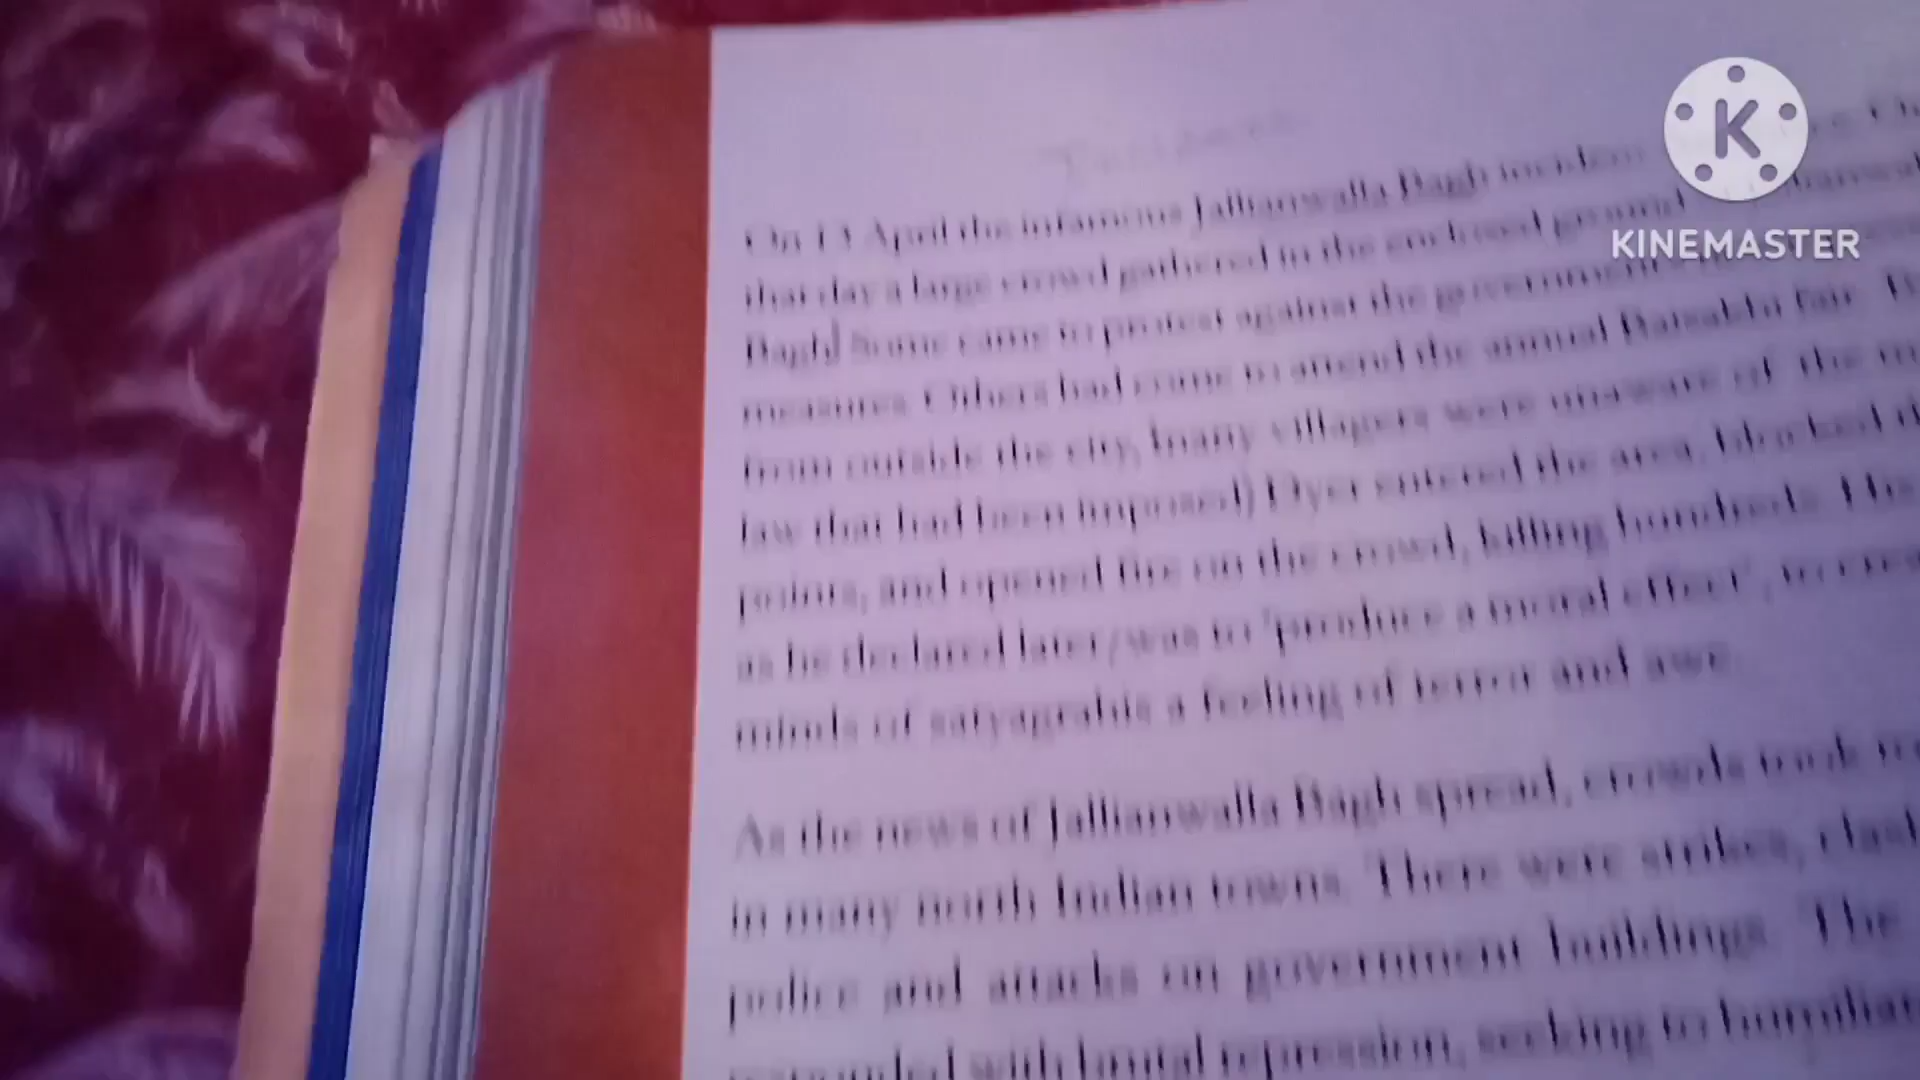 On 13 April the infamous Jallianwalla Bagh incident
that day a large crowd gathered in the enclosed ground
Bagh. Some came to protest against the government's
measures. Others had come to attend the annual Baisakhi fair.
from outside the city, many villagers were unaware of the
law that had been imposed) Dyer entered the area, blocked
points, and opened fire on the crowd, killing hundreds. His
as he declared later, was to 'produce a moral effect', to
minds of satyagrahis a feeling of terror and awe.
As the news of Jallianwalla Bagh spread, crowds took
in many north Indian towns. There were strikes,
police and attacks on government buildings. The
responded with brutal repression, seeking to
KINEMASTER